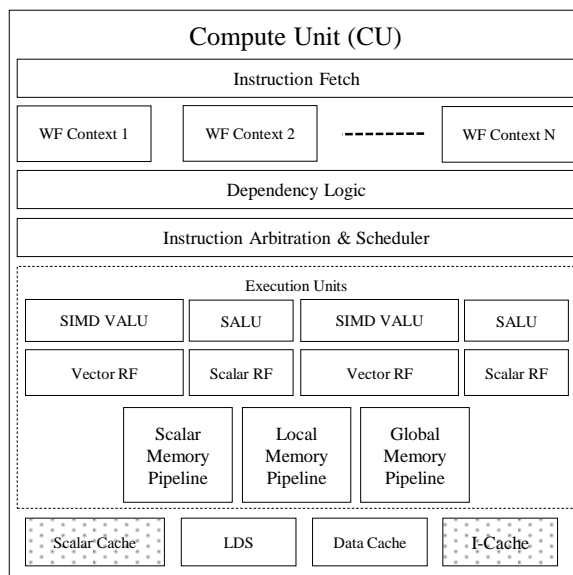 Compute Unit (CU)
Instruction Fetch
WF Context 1 WF Context 2 WF Context N
Dependency Logic
Instruction Arbitration & Scheduler
Execution Units
SIMD VALU SALU SIMD VALU SALU
Vector RF Scalar RF Vector RF Scalar RF
Scalar
Memory
Pipeline
Local
Memory
Pipeline
Global
Memory
Pipeline
Scalar Cache LDS Data Cache I-Cache